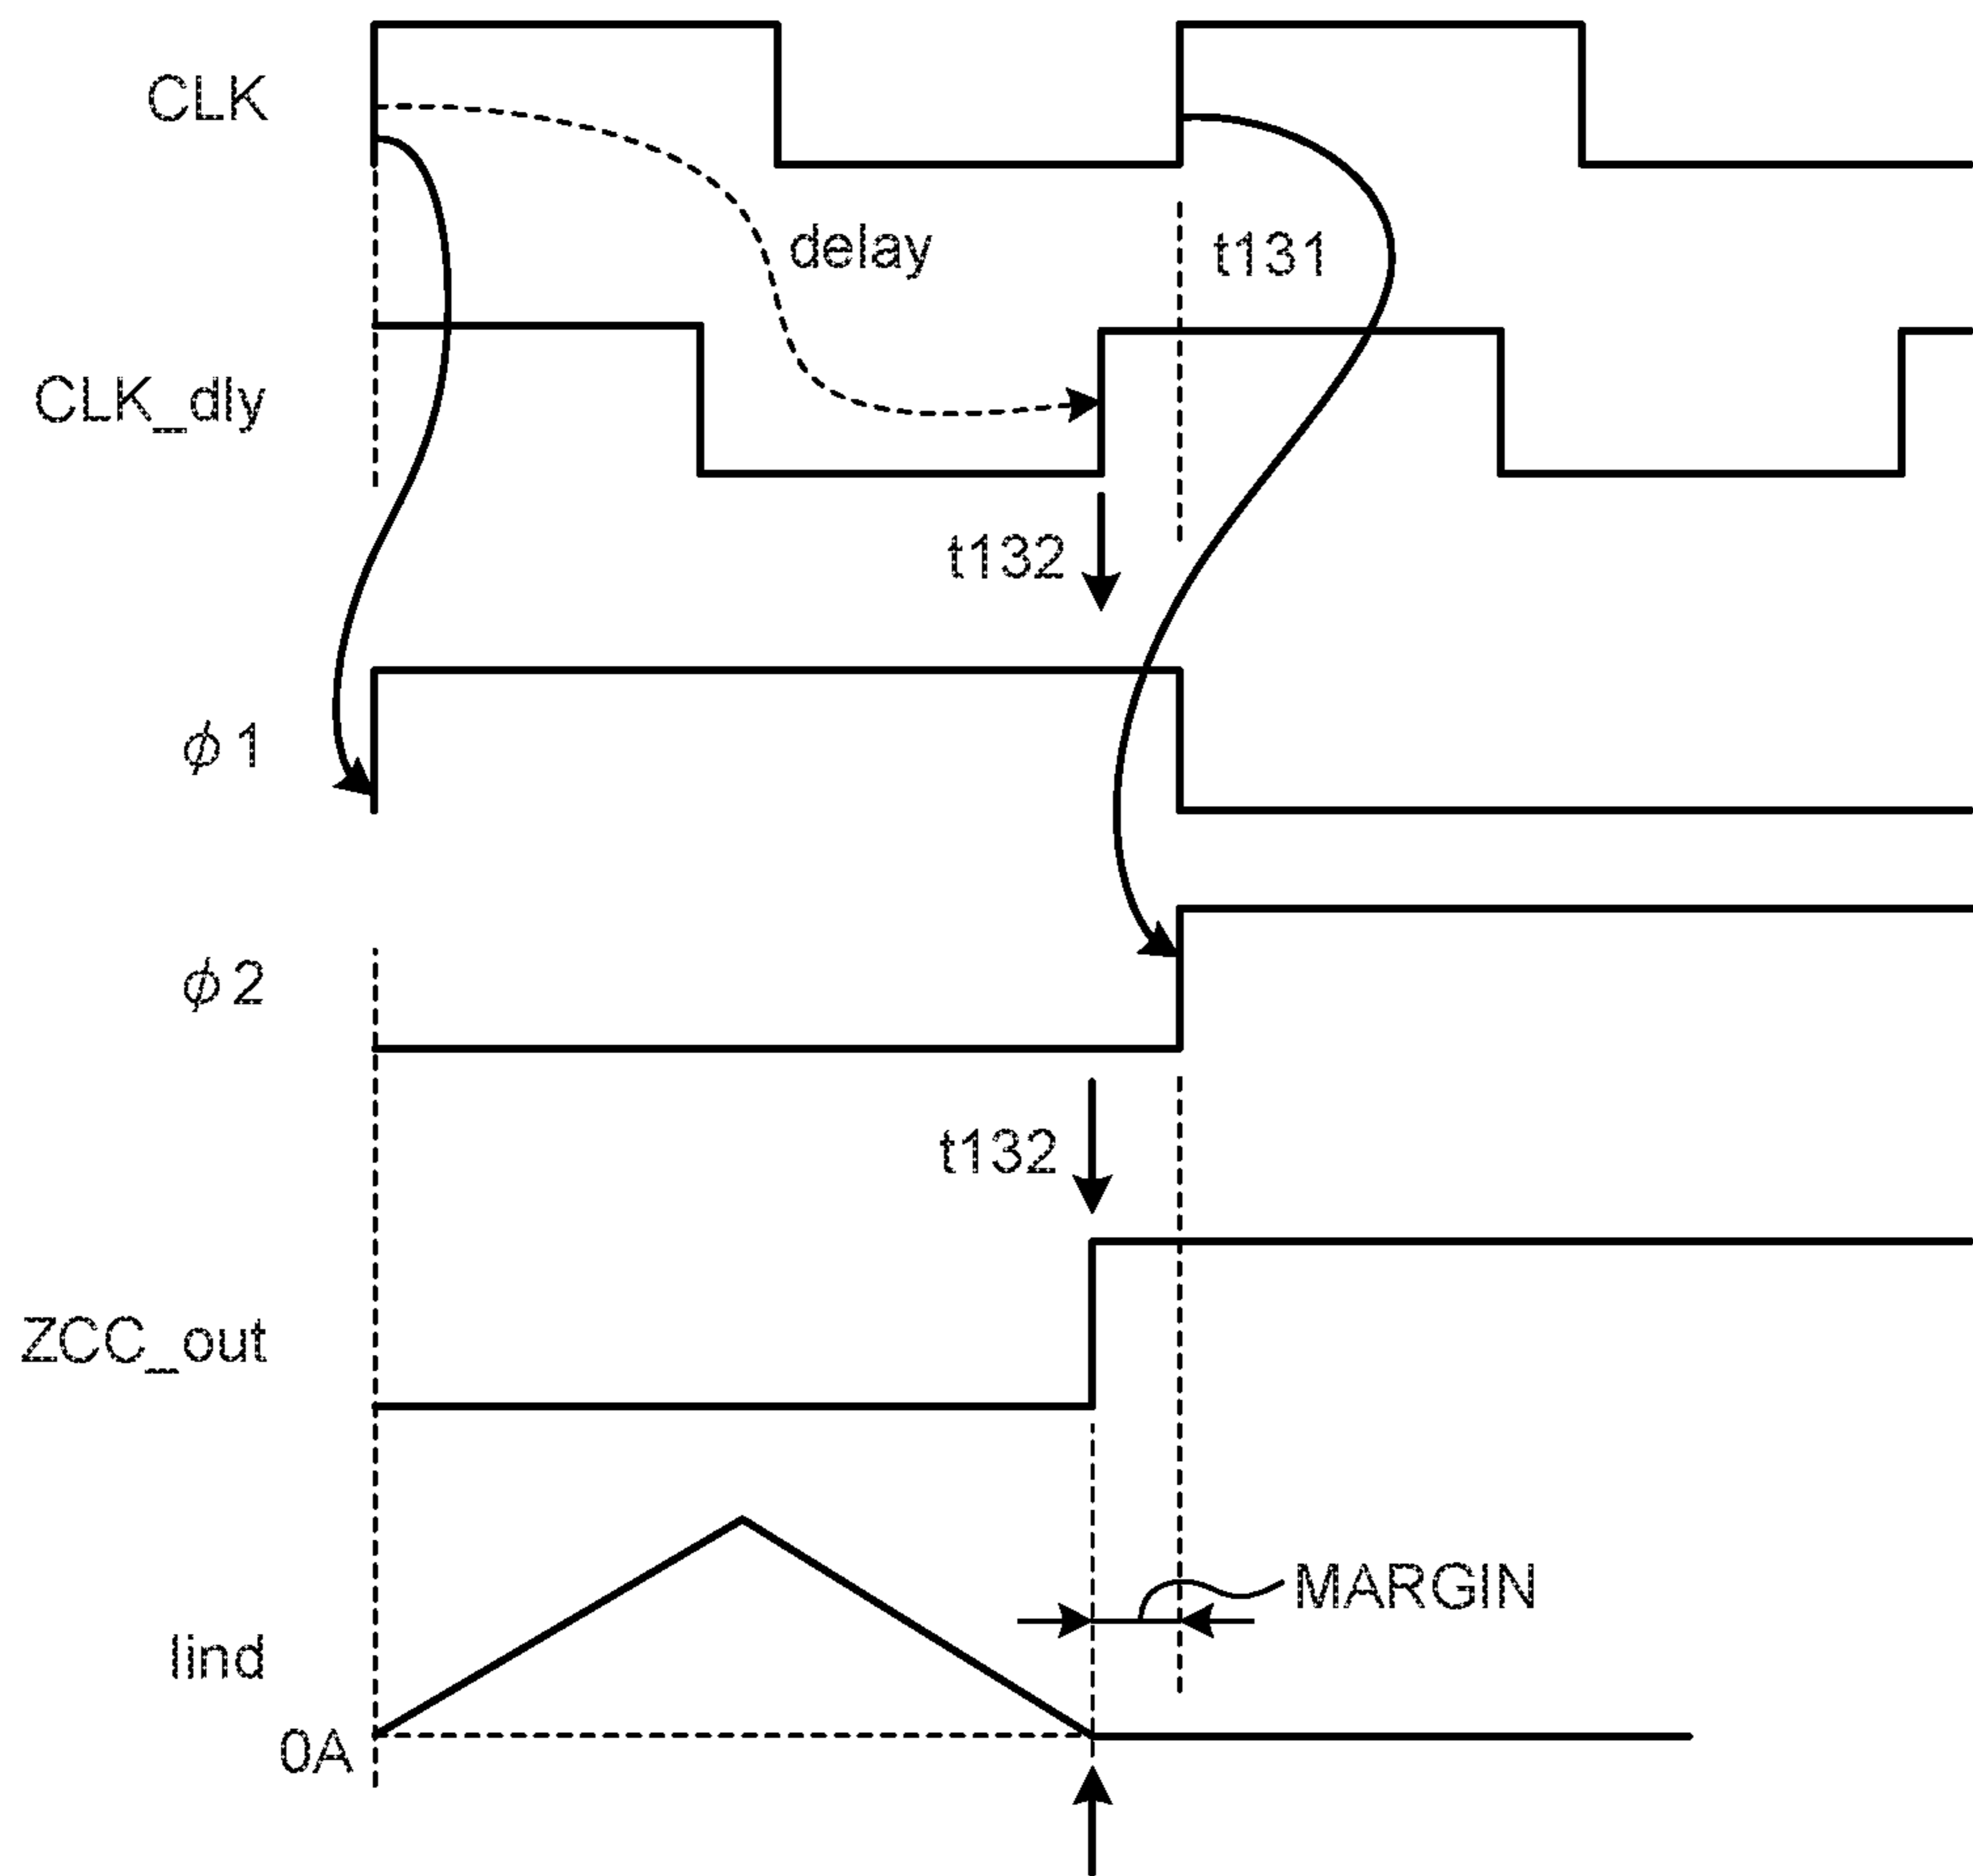 CLK
delay
t131
CLK_dly
t132
ϕ1
ϕ2
t132
ZCC_out
MARGIN
Iind
0A